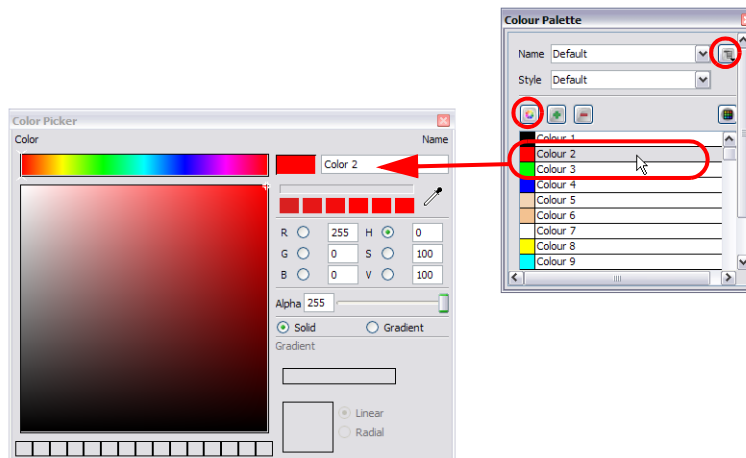 Colour Palette
Name Default
Style Default
Colour 1
Colour 2
Colour 3
Colour 4
Colour 5
Colour 6
Colour 7
Colour 8
Colour 9
Color Picker
Color Name
Color 2
R 255 H 0
G 0 S 100
B 0 V 100
Alpha 255
Solid Gradient
Gradient
Linear
Radial